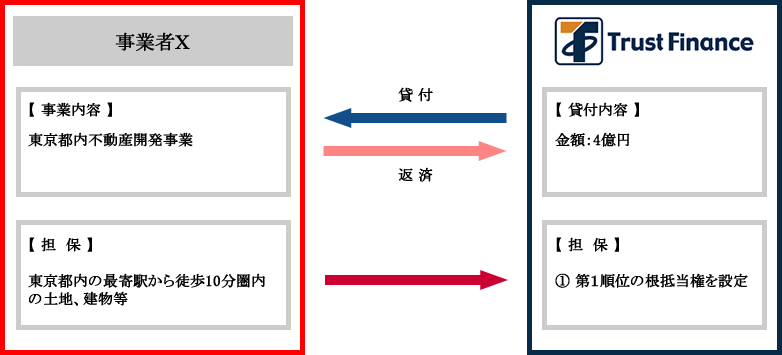 事業者X
Trust Finance
【 事業内容 】
東京都内不動産開発事業
貸 付
返 済
【 貸付内容 】
金額：4億円
【 担　保 】
東京都内の最寄駅から徒歩10分圏内
の土地、建物等
【 担　保 】
① 第1順位の根抵当権を設定